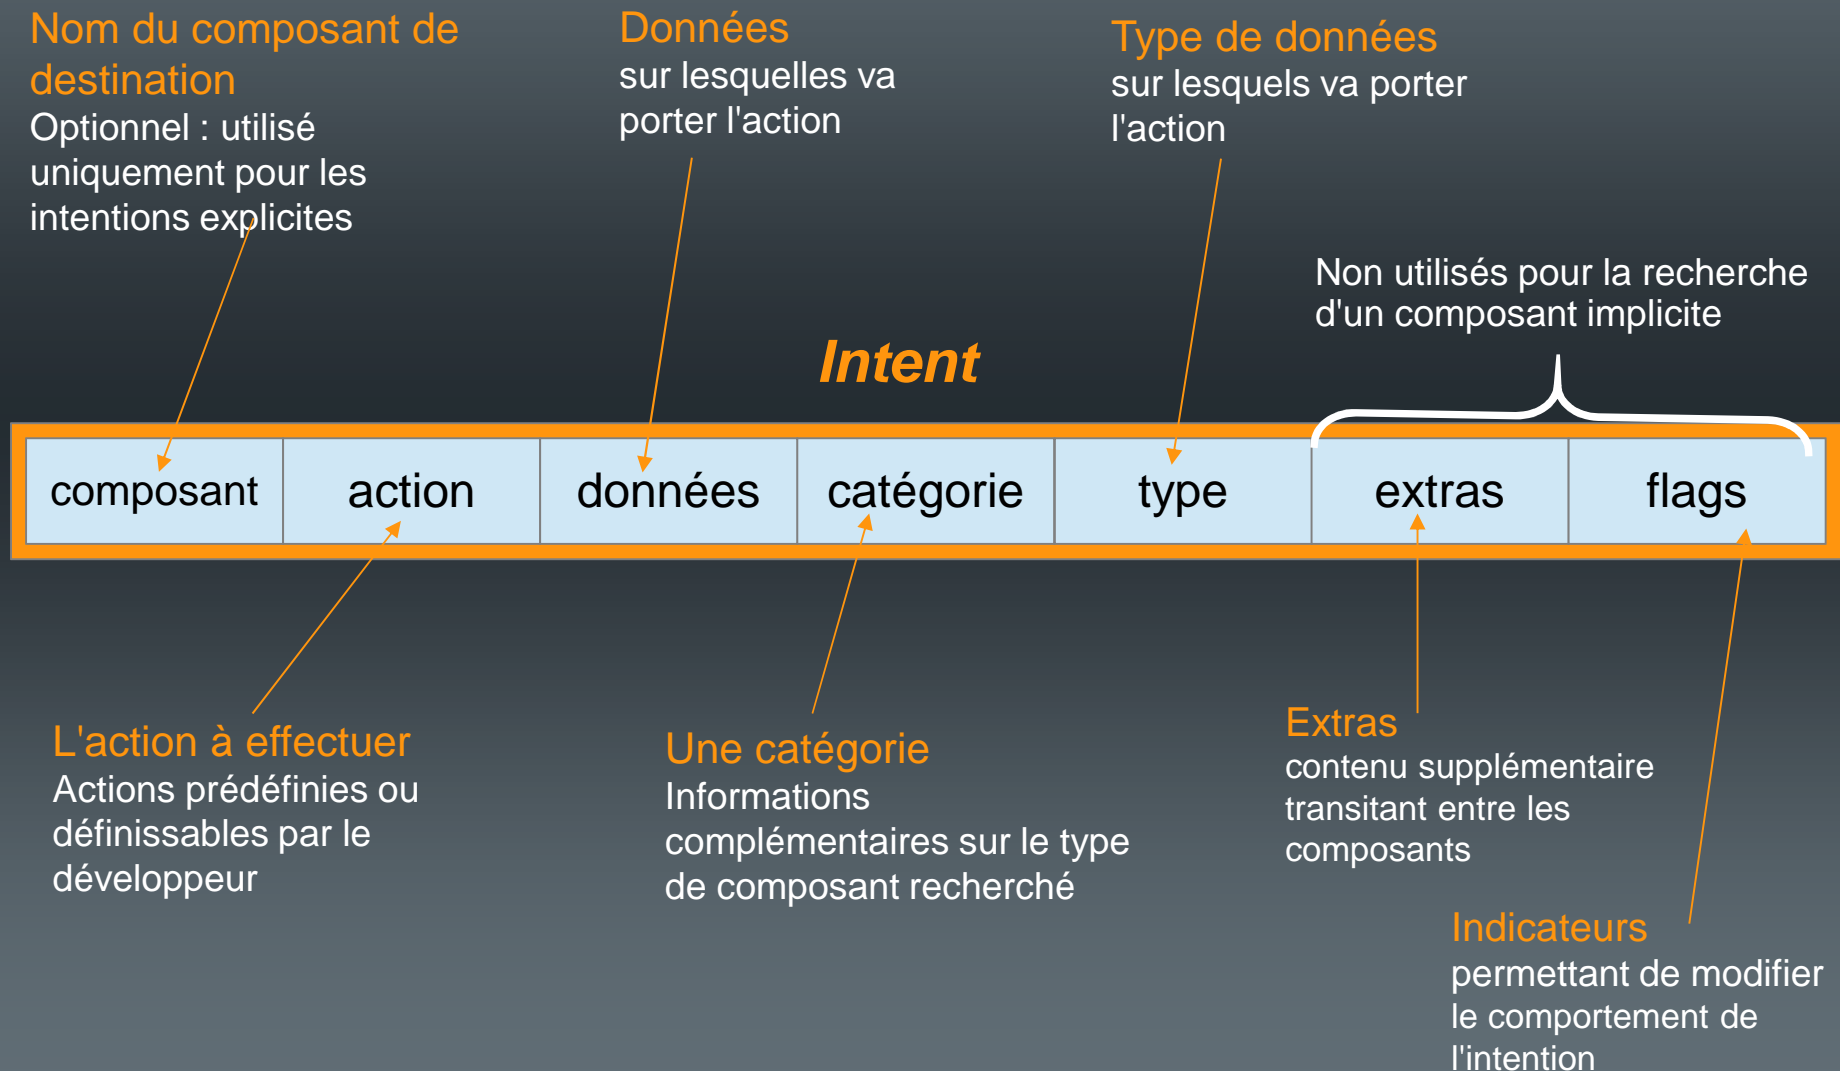 Nom du composant de
destination
Optionnel : utilisé
uniquement pour les
intentions explicites
Données
sur lesquelles va
porter l'action
Type de données
sur lesquels va porter
l'action
Non utilisés pour la recherche
d'un composant implicite
Intent
composant
action
données
catégorie
type
extras
flags
L'action à effectuer
Actions prédéfinies ou
définissables par le
développeur
Une catégorie
Informations
complémentaires sur le type
de composant recherché
Extras
contenu supplémentaire
transitant entre les
composants
Indicateurs
permettant de modifier
le comportement de
l'intention